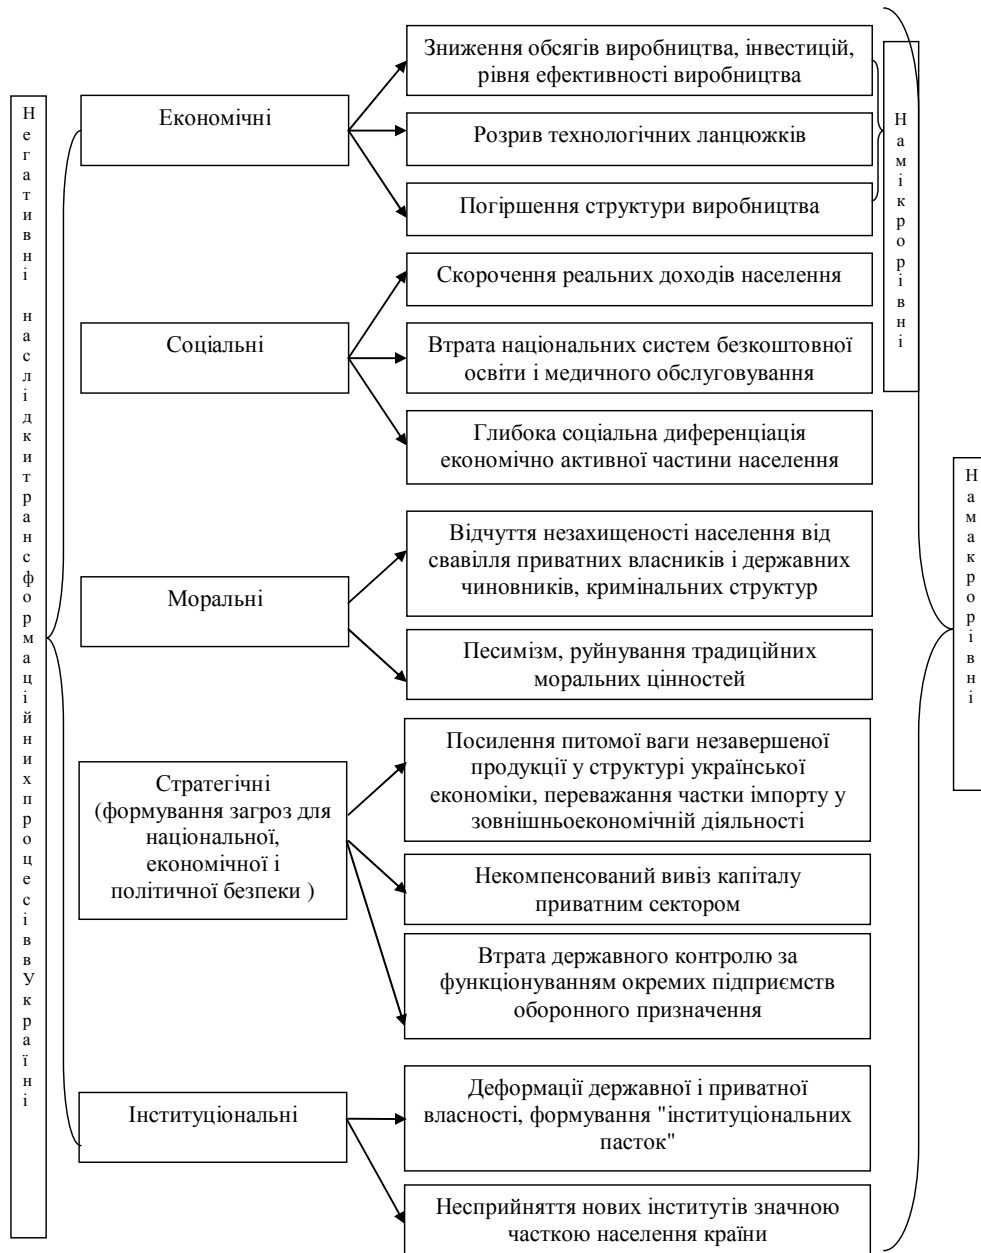 Негативні наслідки трансформаційних процесів в Україні
Економічні
Зниження обсягів виробництва, інвестицій,
рівня ефективності виробництва
Розрив технологічних ланцюжків
Погіршення структури виробництва
На мікрорівні
Соціальні
Скорочення реальних доходів населення
Втрата національних систем безкоштовної
освіти і медичного обслуговування
Глибока соціальна диференціація
економічно активної частини населення
На макрорівні
Моральні
Відчуття незахищеності населення від
свавілля приватних власників і державних
чиновників, кримінальних структур
Песимізм, руйнування традиційних
моральних цінностей
Стратегічні
(формування загроз для
національної,
економічної і
політичної безпеки )
Посилення питомої ваги незавершеної
продукції у структурі української
економіки, переважання частки імпорту у
зовнішньоекономічній діяльності
Некомпенсований вивіз капіталу
приватним сектором
Втрата державного контролю за
функціонуванням окремих підприємств
оборонного призначення
Інституціональні
Деформації державної і приватної
власності, формування "інституціональних
пасток"
Несприйняття нових інститутів значною
часткою населення країни